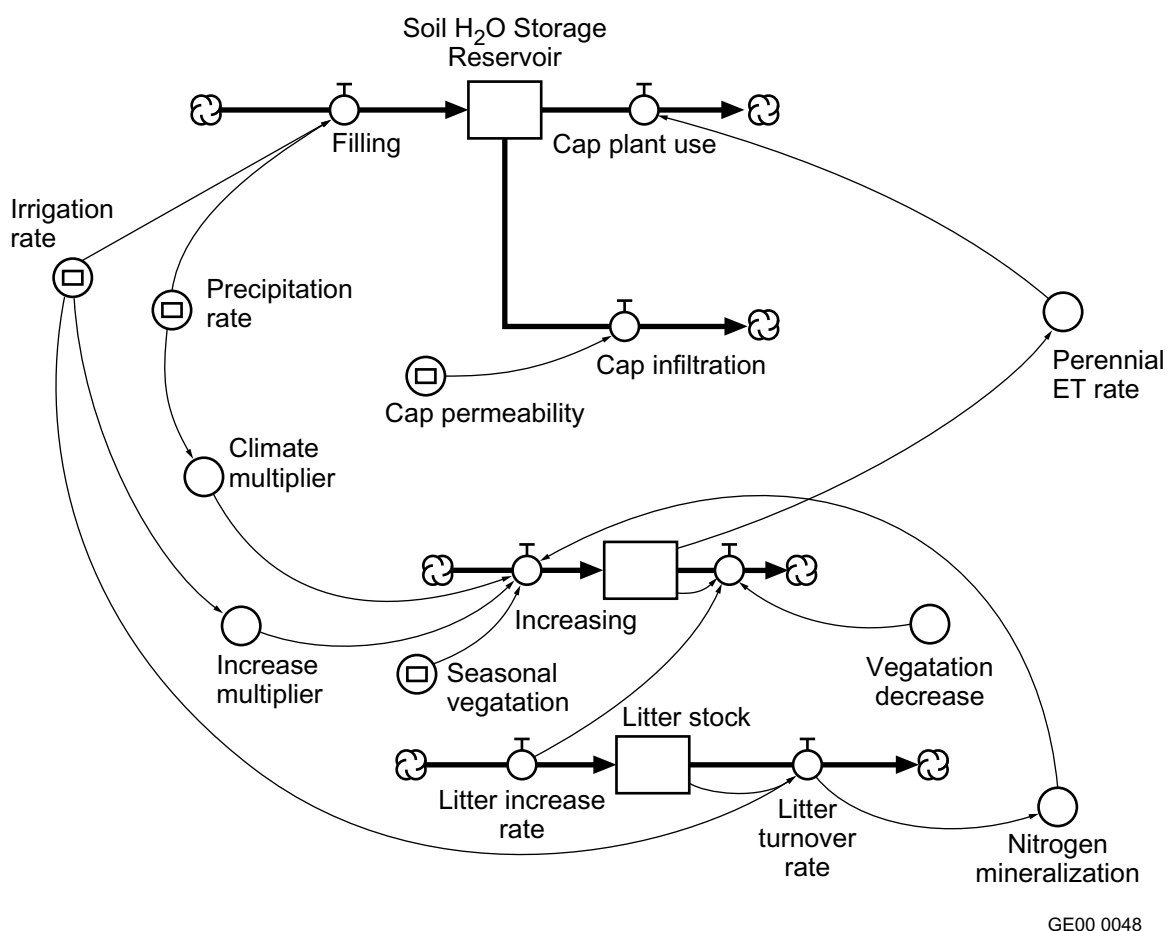 Soil H₂O Storage
Reservoir
Filling
Cap plant use
Irrigation
rate
Precipitation
rate
Cap infiltration
Perennial
ET rate
Cap permeability
Climate
multiplier
Increasing
Increase
multiplier
Seasonal
vegatation
Vegatation
decrease
Litter stock
Litter increase
rate
Litter
turnover
rate
Nitrogen
mineralization
GE00 0048